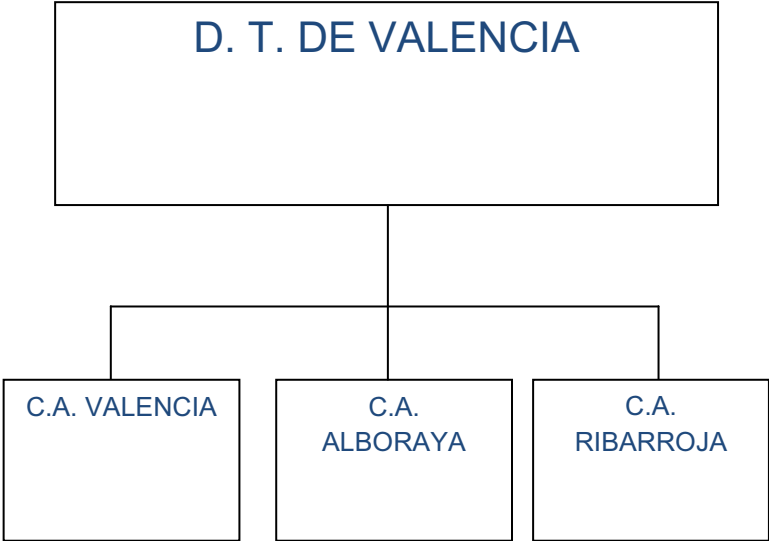 D. T. DE VALENCIA
C.A. VALENCIA
C.A.
ALBORAYA
C.A.
RIBARROJA